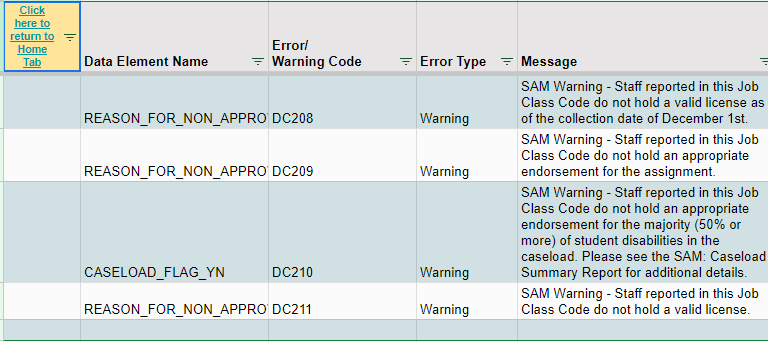 Click
here to
return to
Home
Tab
Data Element Name
Error/
Warning Code
Error Type
Message
REASON_FOR_NON_APPRO
DC208
Warning
SAM Warning - Staff reported in this Job
Class Code do not hold a valid license as
of the collection date of December 1st.
REASON_FOR_NON_APPRO
DC209
Warning
SAM Warning - Staff reported in this Job
Class Code do not hold an appropriate
endorsement for the assignment.
CASELOAD_FLAG_YN
DC210
Warning
SAM Warning - Staff reported in this Job
Class Code do not hold an appropriate
endorsement for the majority (50% or
more) of student disabilities in the
caseload. Please see the SAM: Caseload
Summary Report for additional details.
REASON_FOR_NON_APPRO
DC211
Warning
SAM Warning - Staff reported in this Job
Class Code do not hold a valid license.